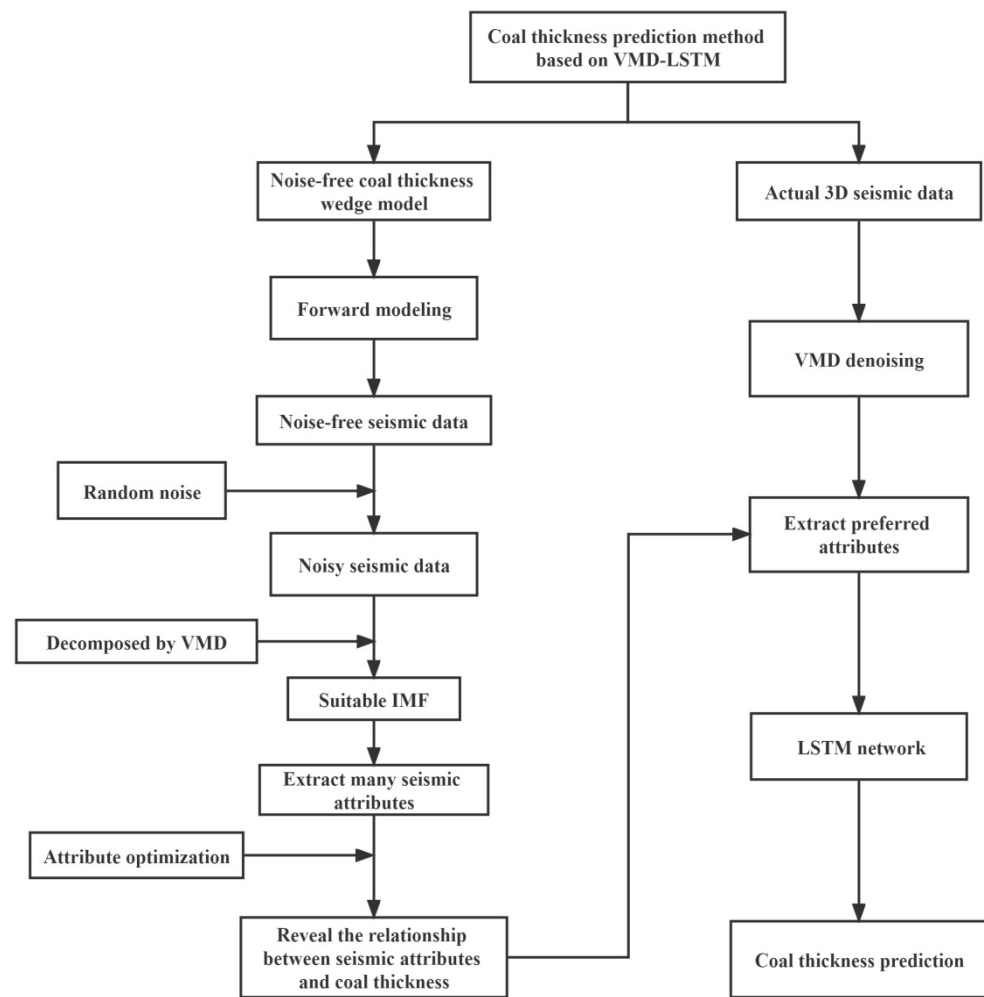 Coal thickness prediction method
based on VMD-LSTM
Noise-free coal thickness
wedge model
Actual 3D seismic data
Forward modeling
VMD denoising
Noise-free seismic data
Random noise
Extract preferred
attributes
Noisy seismic data
Decomposed by VMD
Suitable IMF
LSTM network
Extract many seismic
attributes
Attribute optimization
Reveal the relationship
between seismic attributes
and coal thickness
Coal thickness prediction